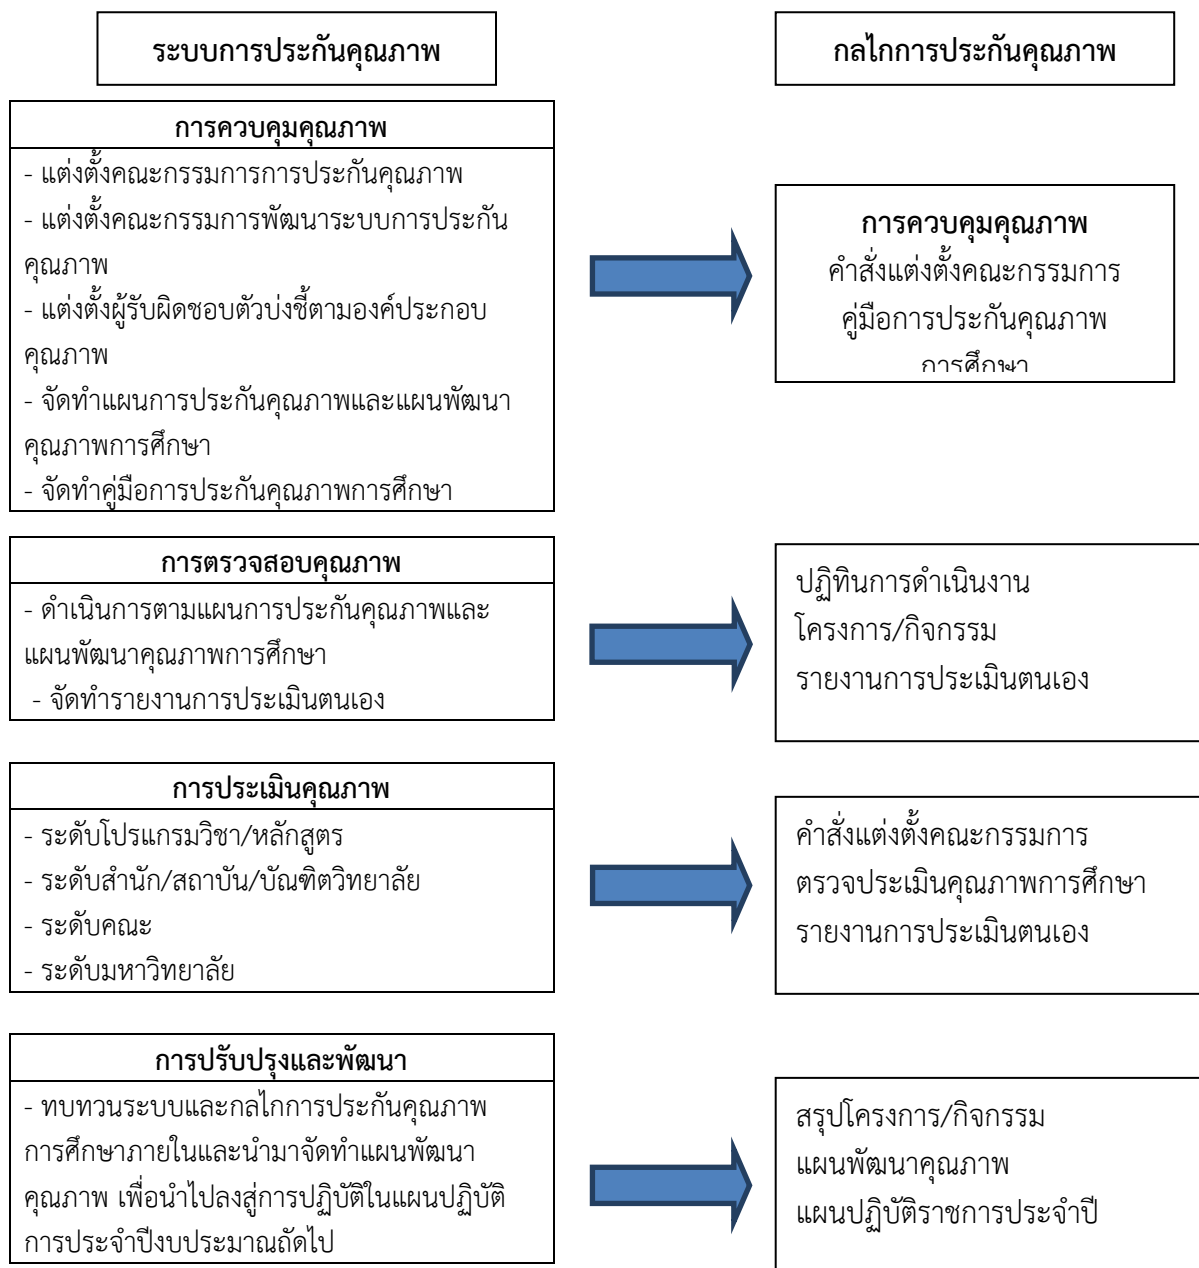 ระบบการประกันคุณภาพ
กลไกการประกันคุณภาพ
การควบคุมคุณภาพ
- แต่งตั้งคณะกรรมการการประกันคุณภาพ
- แต่งตั้งคณะกรรมการพัฒนาระบบการประกัน
คุณภาพ
- แต่งตั้งผู้รับผิดชอบตัวบ่งชี้ตามองค์ประกอบ
คุณภาพ
- จัดทำแผนการประกันคุณภาพและแผนพัฒนา
คุณภาพการศึกษา
- จัดทำคู่มือการประกันคุณภาพการศึกษา
การควบคุมคุณภาพ
คำสั่งแต่งตั้งคณะกรรมการ
คู่มือการประกันคุณภาพ
การศึกษา
การตรวจสอบคุณภาพ
- ดำเนินการตามแผนการประกันคุณภาพและ
แผนพัฒนาคุณภาพการศึกษา
- จัดทำรายงานการประเมินตนเอง
ปฏิทินการดำเนินงาน
โครงการ/กิจกรรม
รายงานการประเมินตนเอง
การประเมินคุณภาพ
- ระดับโปรแกรมวิชา/หลักสูตร
- ระดับสำนัก/สถาบัน/บัณฑิตวิทยาลัย
- ระดับคณะ
- ระดับมหาวิทยาลัย
คำสั่งแต่งตั้งคณะกรรมการ
ตรวจประเมินคุณภาพการศึกษา
รายงานการประเมินตนเอง
การปรับปรุงและพัฒนา
- ทบทวนระบบและกลไกการประกันคุณภาพ
การศึกษาภายในและนำมาจัดทำแผนพัฒนา
คุณภาพ เพื่อนำไปลงสู่การปฏิบัติในแผนปฏิบัติ
การประจำปีงบประมาณถัดไป
สรุปโครงการ/กิจกรรม
แผนพัฒนาคุณภาพ
แผนปฏิบัติราชการประจำปี